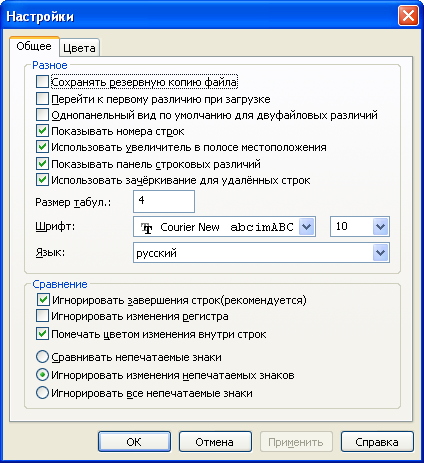 Настройки
Общее Цвета
Разное
Сохранять резервную копию файла
Перейти к первому различию при загрузке
Однопанельный вид по умолчанию для двуфайловых различий
Показывать номера строк
Использовать увеличитель в полосе местоположения
Показывать панель строковых различий
Использовать зачёркивание для удалённых строк
Размер табул.: 4
Шрифт: Courier New abcimABC 10
Язык: русский
Сравнение
Игнорировать завершения строк(рекомендуется)
Игнорировать изменения регистра
Помечать цветом изменения внутри строк
Сравнивать непечатаемые знаки
Игнорировать изменения непечатаемых знаков
Игнорировать все непечатаемые знаки
ОК Отмена Применить Справка